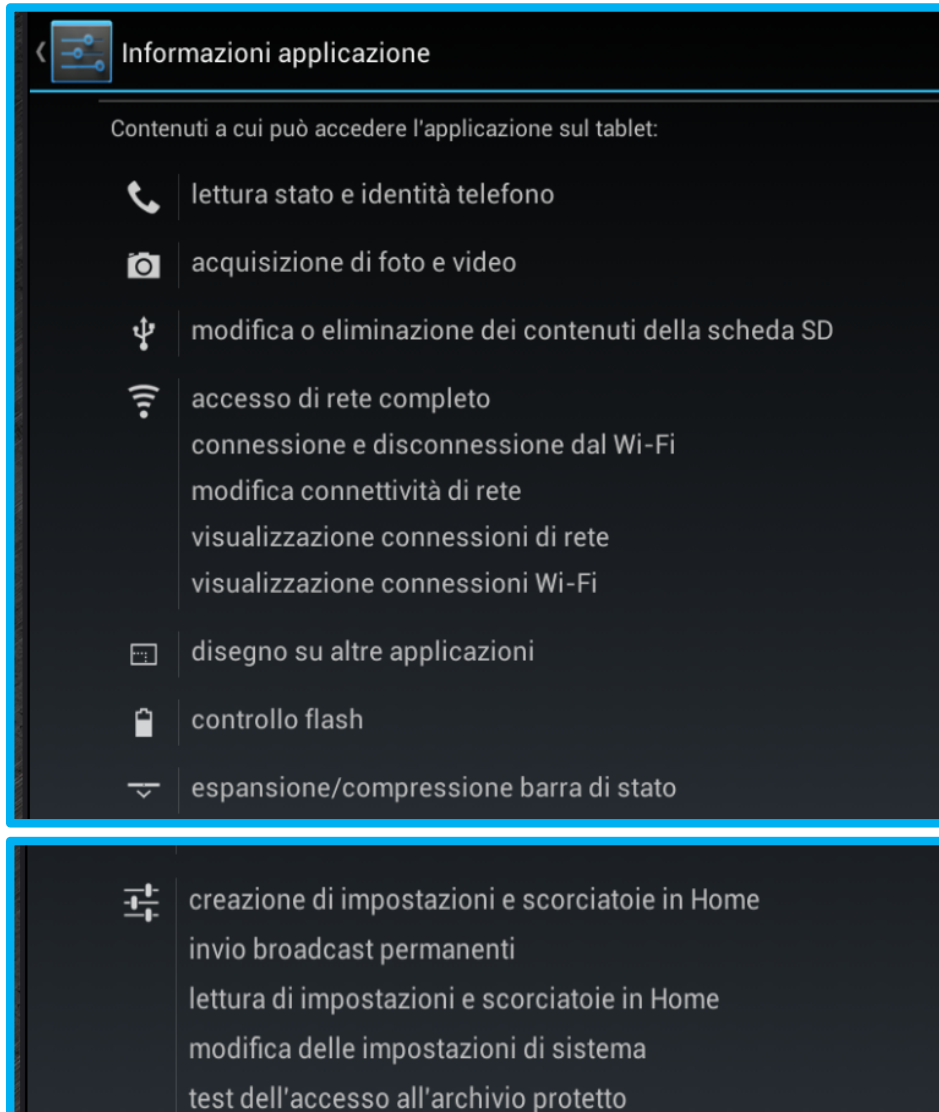 Informazioni applicazione
Contenuti a cui può accedere l'applicazione sul tablet:
lettura stato e identità telefono
acquisizione di foto e video
modifica o eliminazione dei contenuti della scheda SD
accesso di rete completo
connessione e disconnessione dal Wi-Fi
modifica connettività di rete
visualizzazione connessioni di rete
visualizzazione connessioni Wi-Fi
disegno su altre applicazioni
controllo flash
espansione/compressione barra di stato
creazione di impostazioni e scorciatoie in Home
invio broadcast permanenti
lettura di impostazioni e scorciatoie in Home
modifica delle impostazioni di sistema
test dell'accesso all'archivio protetto